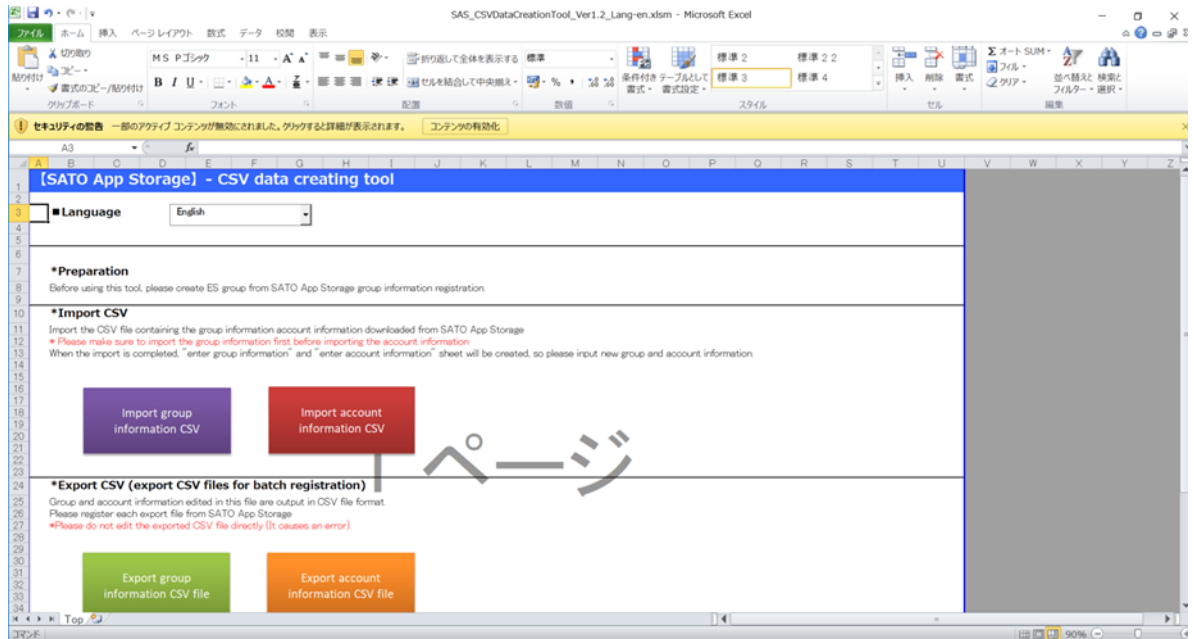 SAS_CSVDataCreationTool_Ver1.2_Lang-en.xlsm - Microsoft Excel
ファイル ホーム 挿入 ページ レイアウト 数式 データ 校閲 表示
貼り付け
切り取り
コピー
書式のコピー/貼り付け
クリップボード
MS Pゴシック 11
B I U
フォント
折り返して全体を表示する
セルを結合して中央揃え
配置
標準
数値
条件付き書式
テーブルとして書式設定
標準 2 標準 2 2
標準 3 標準 4
スタイル
挿入 削除 書式
セル
Σ オート SUM
フィル
クリア
並べ替えと フィルター
検索と 選択
編集
セキュリティの警告 一部のアクティブ コンテンツが無効にされました。クリックすると詳細が表示されます。 コンテンツの有効化
A3 fx
A B C D E F G H I J K L M N O P Q R S T U V W X Y Z
【SATO App Storage】- CSV data creating tool
■Language English
*Preparation
Before using this tool, please create ES group from SATO App Storage group information registration.
*Import CSV
Import the CSV file containing the group information account information downloaded from SATO App Storage
* Please make sure to import the group information first before importing the account information
When the import is completed, "enter group information" and "enter account information" sheet will be created, so please input new group and account information.
Import group
information CSV
Import account
information CSV
1 ページ
*Export CSV (export CSV files for batch registration)
Group and account information edited in this file are output in CSV file format.
Please register each export file from SATO App Storage
*Please do not edit the exported CSV file directly (It causes an error)
Export group
information CSV file
Export account
information CSV file
Top
コマンド 90%